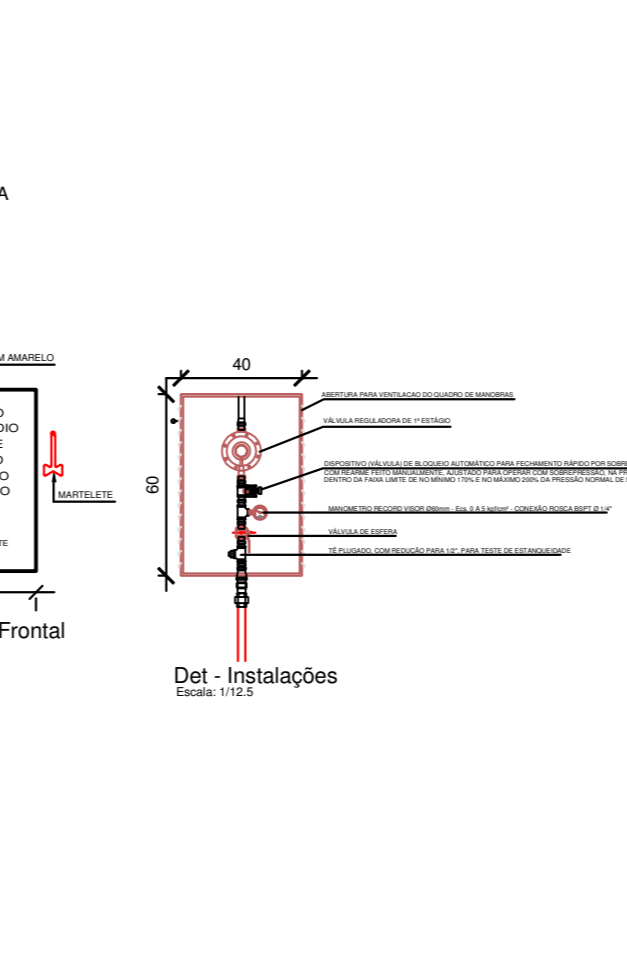 A
M AMARELO
O
DIO
E
O
O
O
TE
MARTELETE
Frontal
40
60
ABERTURA PARA VENTILACAO DO QUADRO DE MANOBRAS
VÁLVULA REGULADORA DE 1º ESTÁGIO
DISPOSITIVO (VÁLVULA) DE BLOQUEIO AUTOMÁTICO PARA FECHAMENTO RÁPIDO POR SOBRE
COM REARME FEITO MANUALMENTE, AJUSTADO PARA OPERAR COM SOBREPRESSÃO, NA PR
DENTRO DA FAIXA LIMITE DE NO MÍNIMO 170% E NO MÁXIMO 200% DA PRESSÃO NORMAL DE
MANOMETRO RECORD VISOR Ø60mm - Ecs. 0 A 5 kgf/cm² - CONEXÃO ROSCA BSPT Ø 1/4"
VÁLVULA DE ESFERA
TÊ PLUGADO, COM REDUÇÃO PARA 1/2", PARA TESTE DE ESTANQUEIDADE
Det - Instalações
Escala: 1/12.5